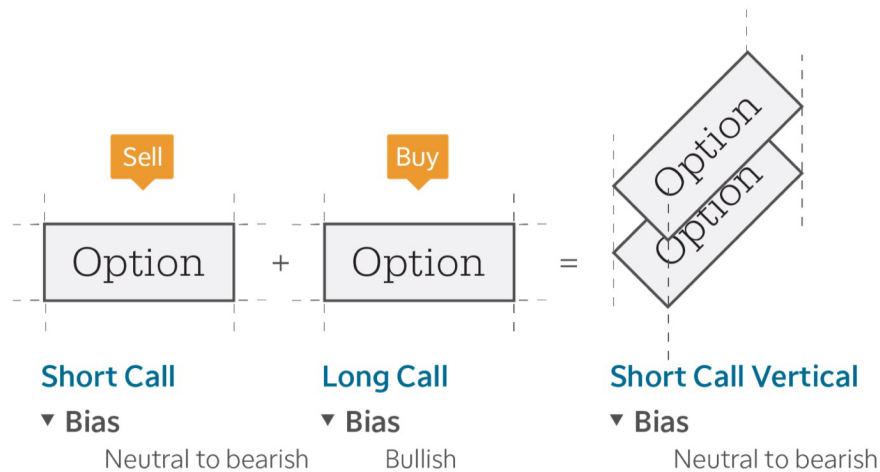 Sell
Buy
Option
+
Option
=
Option
Option
Short Call
Long Call
Short Call Vertical
▼ Bias
▼ Bias
▼ Bias
Neutral to bearish
Bullish
Neutral to bearish